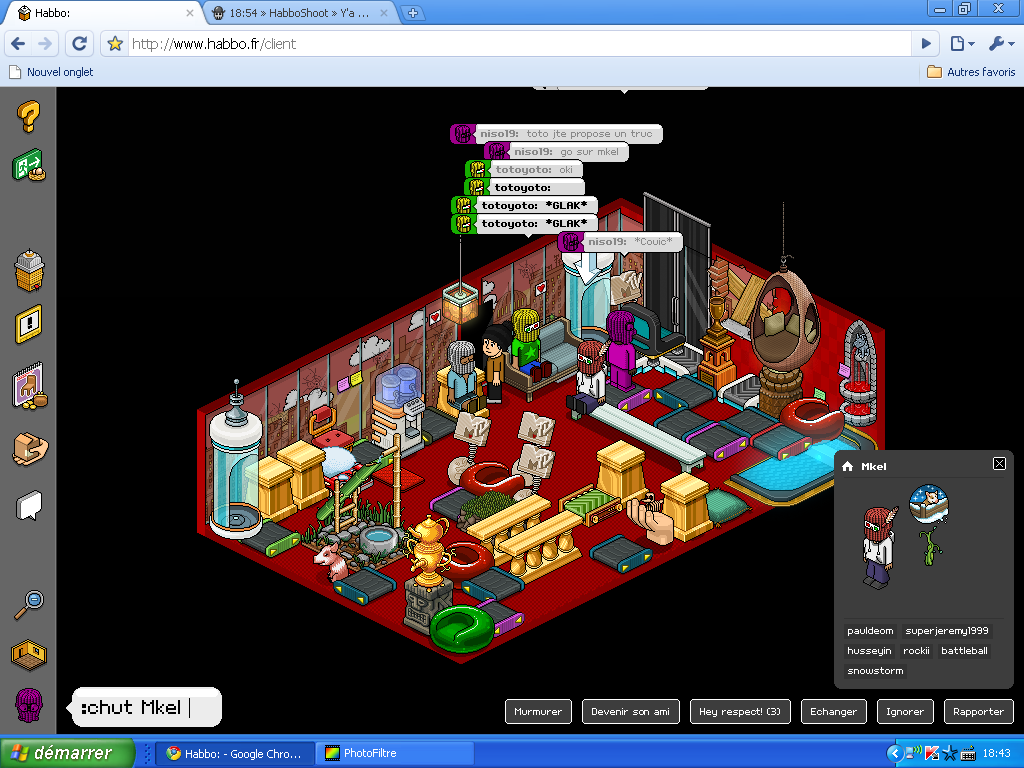 Habbo:
18:54 » HabboShoot » Y'a ...
http://www.habbo.fr/client
Nouvel onglet
Autres favoris
niso19: toto jte propose un truc
niso19: go sur mkel
totoyoto: oki
totoyoto:
totoyoto: *GLAK*
totoyoto: *GLAK*
niso19: *Couic*
Mkel
pauldeom
superjeremy1999
husseyin
rockii
battleball
snowstorm
:chut Mkel
Murmurer
Devenir son ami
Hey respect! (3)
Echanger
Ignorer
Rapporter
démarrer
Habbo: - Google Chro...
PhotoFiltre
18:43